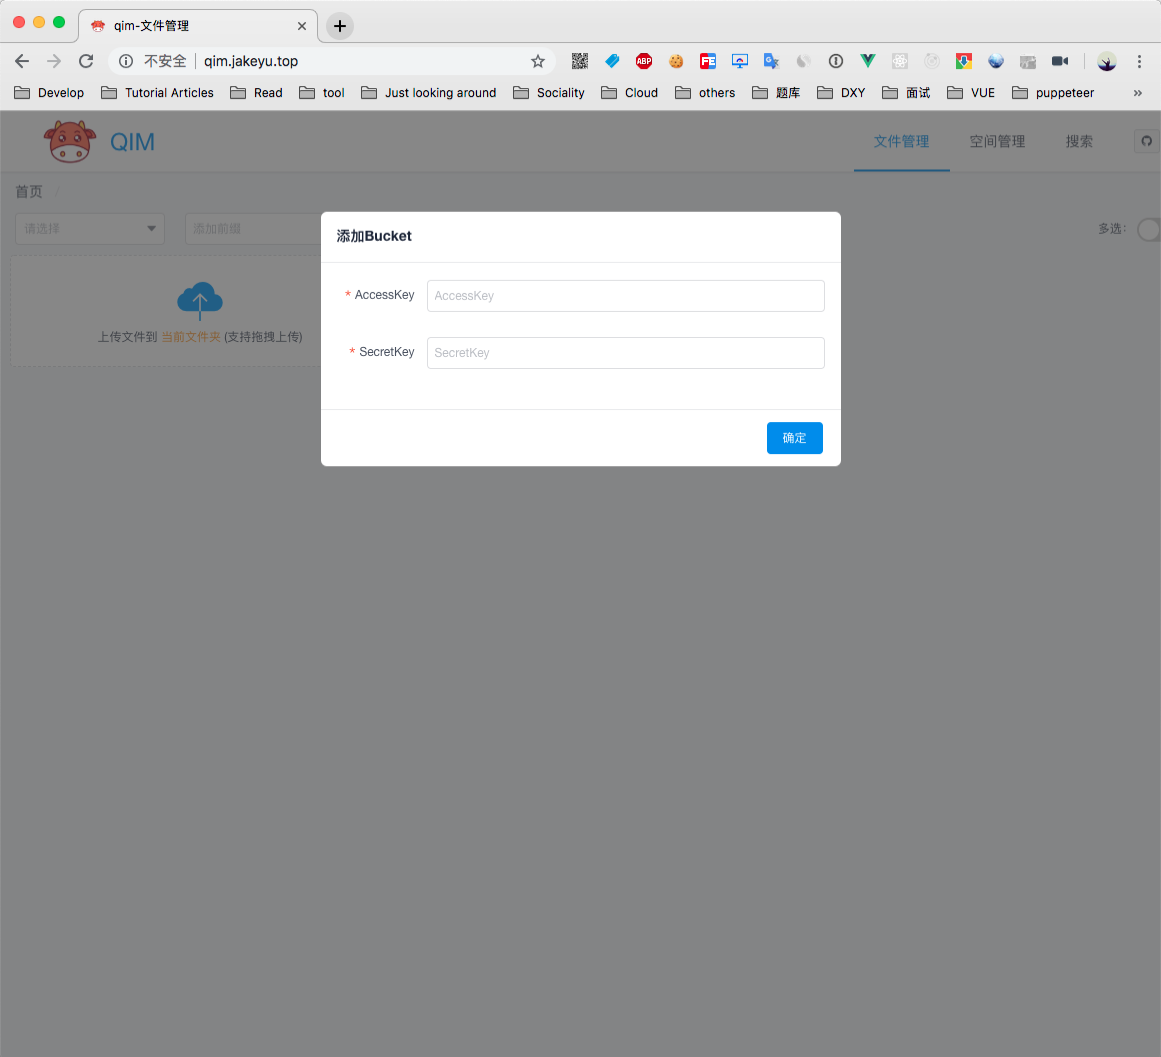 qim-文件管理
不安全 qim.jakeyu.top
ABP
Develop Tutorial Articles Read tool Just looking around Sociality Cloud others 题库 DXY 面试 VUE puppeteer »
QIM 文件管理 空间管理 搜索
首页 /
请选择 添加前缀 多选:
上传文件到 当前文件夹 (支持拖拽上传)
添加Bucket
* AccessKey AccessKey
* SecretKey SecretKey
确定